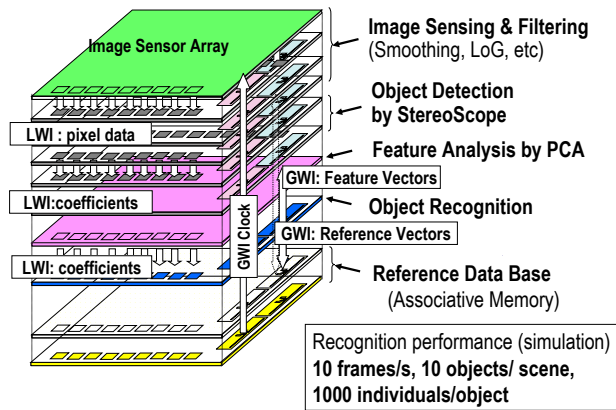 Image Sensor Array
Image Sensing & Filtering
(Smoothing, LoG, etc)
Object Detection
by StereoScope
LWI : pixel data
Feature Analysis by PCA
GWI: Feature Vectors
LWI:coefficients
Object Recognition
GWI Clock
GWI: Reference Vectors
LWI: coefficients
Reference Data Base
(Associative Memory)
Recognition performance (simulation)
10 frames/s, 10 objects/ scene,
1000 individuals/object